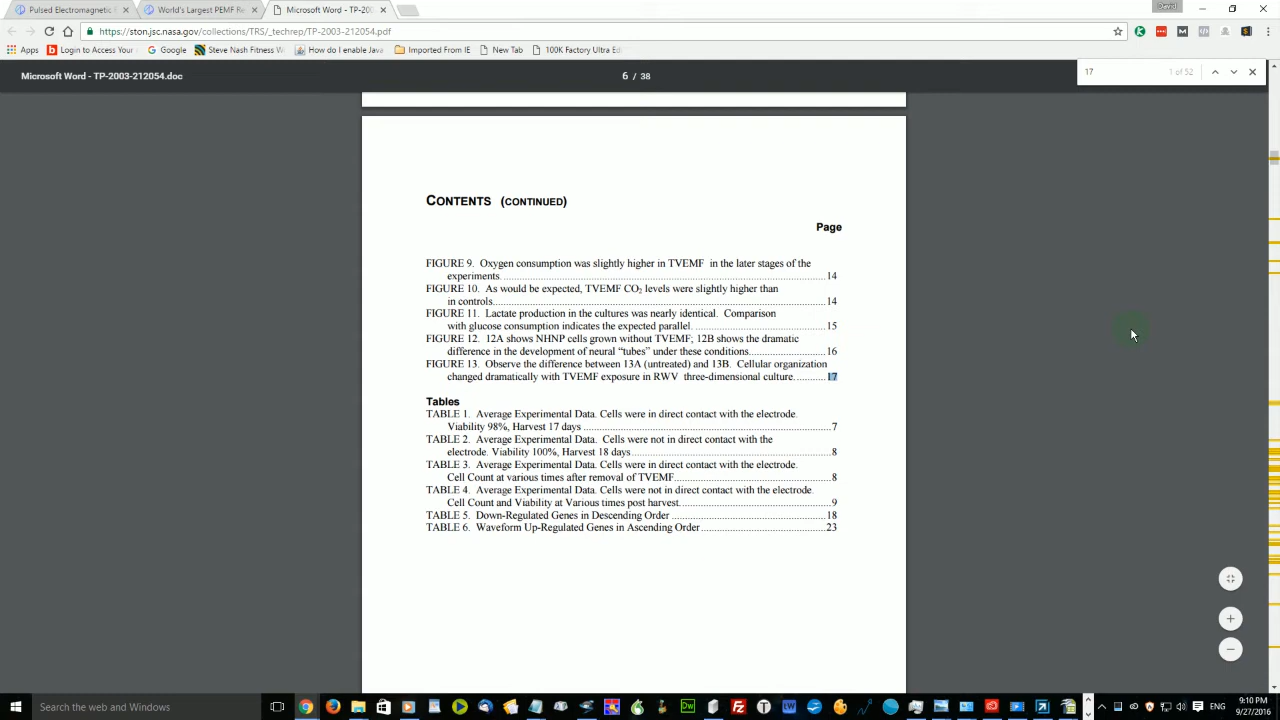 Pulsed Electromagnetic
World's Largest PEMF Re
Microsoft Word - TP-200
David
https://ston.jsc.nasa.gov/collections/TRS/_techrep/TP-2003-212054.pdf
Apps
Login to Access Your
Google
Steve Nash Fitness W
How do I enable Java
Imported From IE
New Tab
100K Factory Ultra Ed
Microsoft Word - TP-2003-212054.doc
6 / 38
17
1 of 52
CONTENTS (CONTINUED)
Page
FIGURE 9. Oxygen consumption was slightly higher in TVEMF in the later stages of the
experiments. 14
FIGURE 10. As would be expected, TVEMF CO2 levels were slightly higher than
in controls. 14
FIGURE 11. Lactate production in the cultures was nearly identical. Comparison
with glucose consumption indicates the expected parallel. 15
FIGURE 12. 12A shows NHNP cells grown without TVEMF; 12B shows the dramatic
difference in the development of neural "tubes" under these conditions. 16
FIGURE 13. Observe the difference between 13A (untreated) and 13B. Cellular organization
changed dramatically with TVEMF exposure in RWV three-dimensional culture. 17
Tables
TABLE 1. Average Experimental Data. Cells were in direct contact with the electrode.
Viability 98%, Harvest 17 days 7
TABLE 2. Average Experimental Data. Cells were not in direct contact with the
electrode. Viability 100%, Harvest 18 days 8
TABLE 3. Average Experimental Data. Cells were in direct contact with the electrode.
Cell Count at various times after removal of TVEMF. 8
TABLE 4. Average Experimental Data. Cells were not in direct contact with the electrode.
Cell Count and Viability at Various times post harvest. 9
TABLE 5. Down-Regulated Genes in Descending Order 18
TABLE 6. Waveform Up-Regulated Genes in Ascending Order 23
Search the web and Windows
Dw
ENG
9:10 PM
9/27/2016